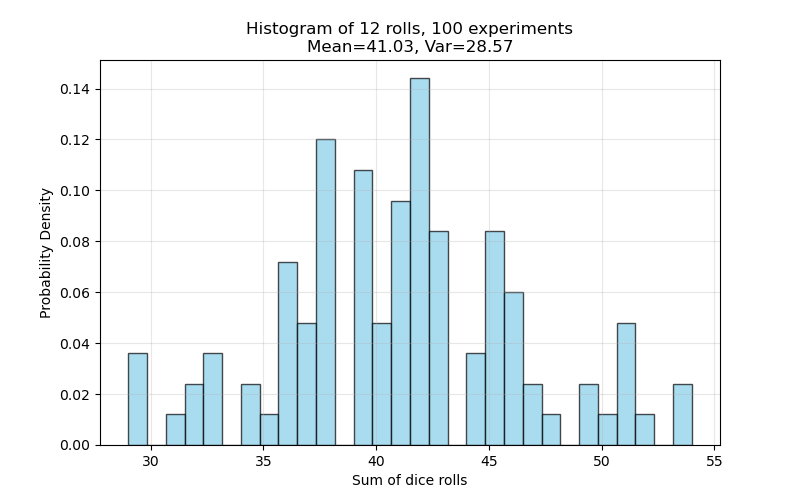 Histogram of 12 rolls, 100 experiments
Mean=41.03, Var=28.57
Probability Density
0.14
0.12
0.10
0.08
0.06
0.04
0.02
0.00
30 35 40 45 50 55
Sum of dice rolls